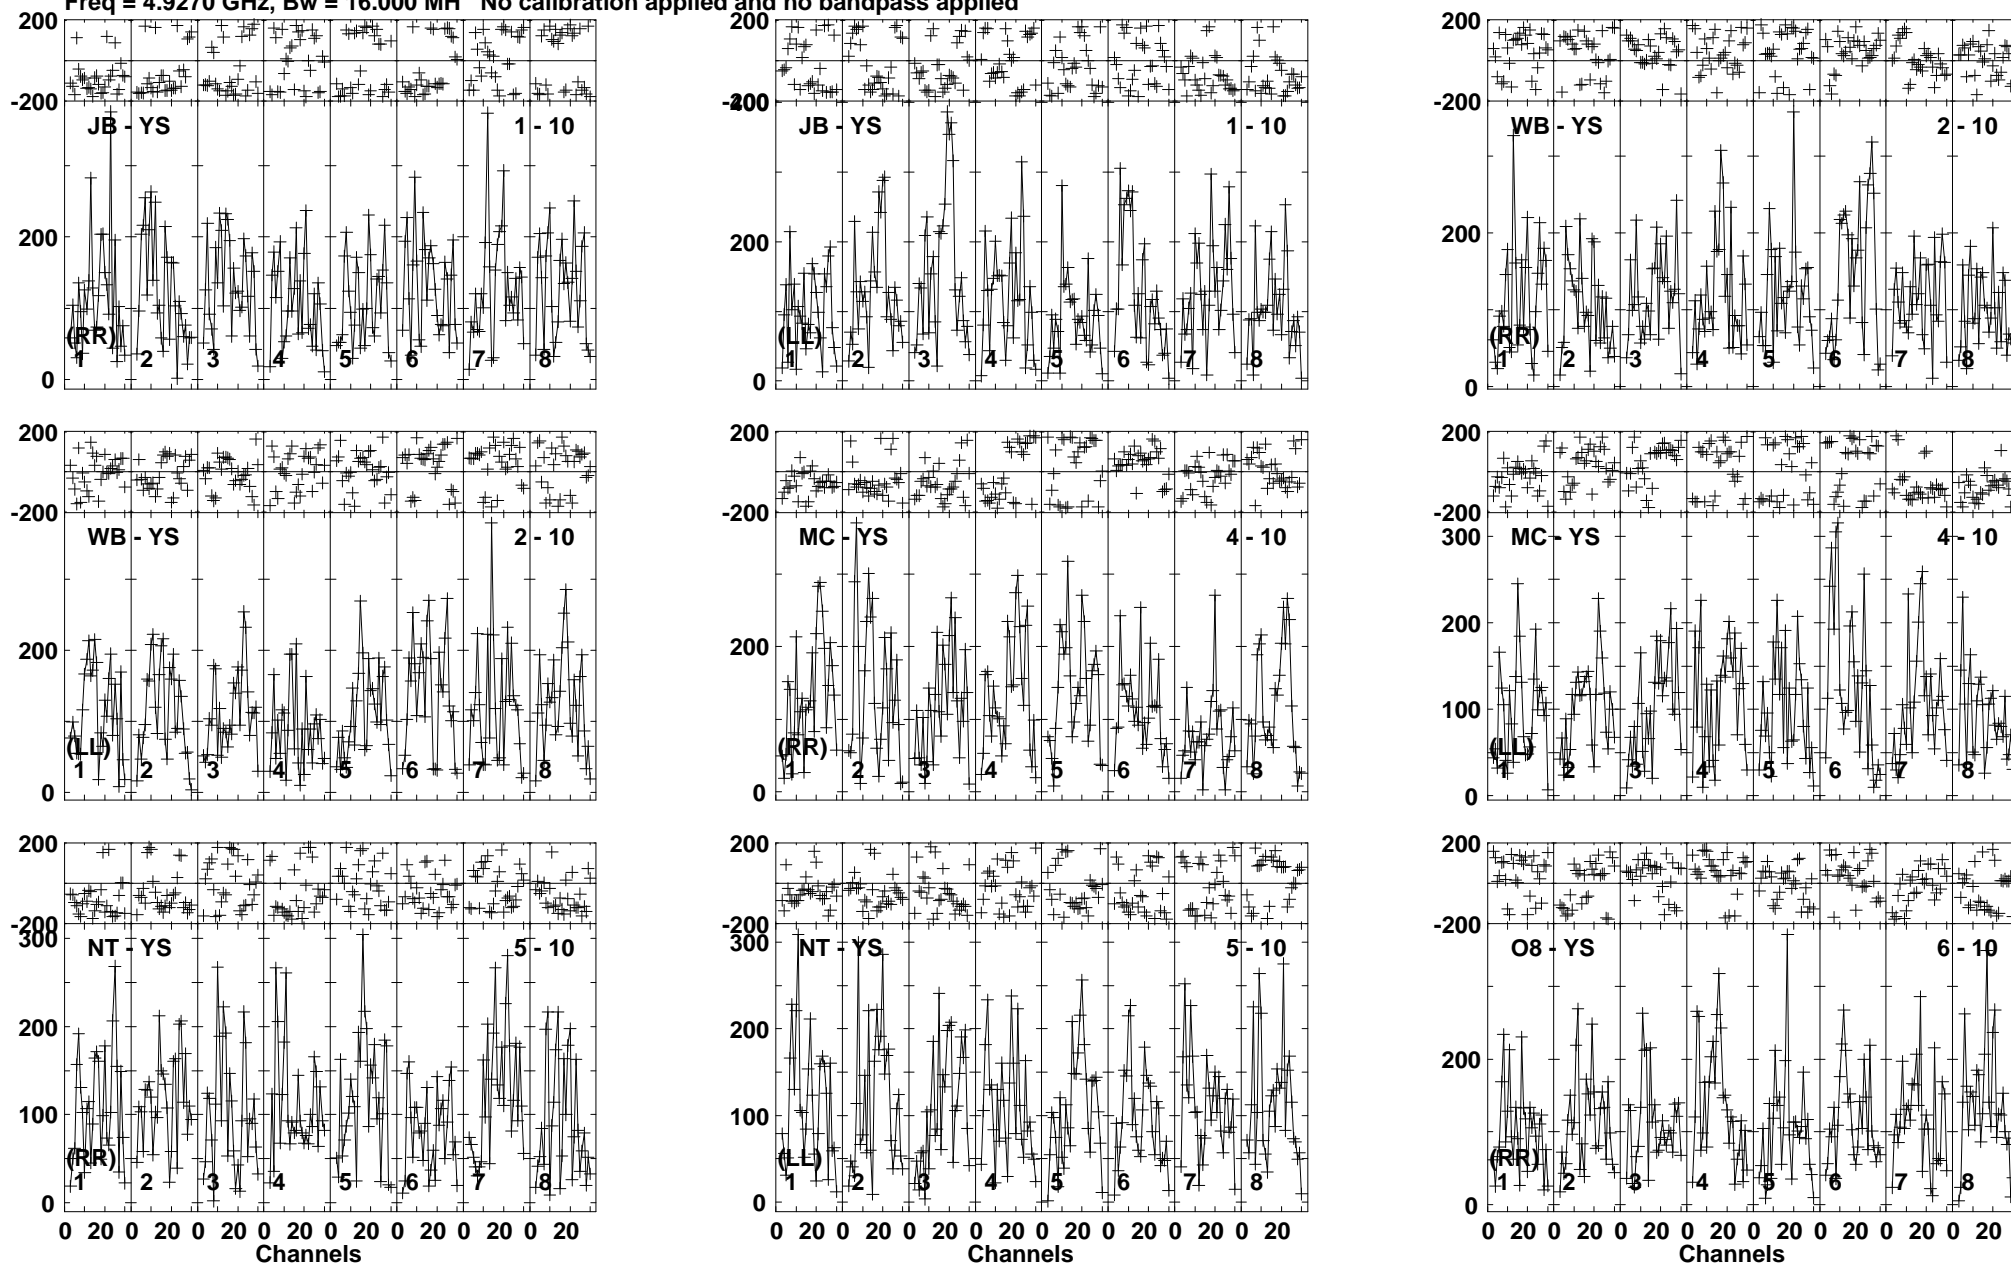 Freq = 4.9270 GHz, Bw = 16.000 MH No calibration applied and no bandpass applied
200 200 200
-200 -200
JB - YS 1 - 10 JB - YS 1 - 10 WB - YS 2 - 10
400
200 200 200
(RR) (LL) (RR)
1 2 3 4 5 6 7 8 1 2 3 4 5 6 7 8 1 2 3 4 5 6 7 8
0 0 0
200 200 200
-200 -200 -200
WB - YS 2 - 10 MC - YS 4 - 10 MC - YS 4 - 10
300
200 200 200
100
(LL) (RR) (LL)
1 2 3 4 5 6 7 8 1 2 3 4 5 6 7 8 1 2 3 4 5 6 7 8
0 0 0
200 200 200
-200 -200 -200
300 300
NT - YS 5 - 10 NT - YS 5 - 10 O8 - YS 6 - 10
200 200 200
100 100
(RR) (LL) (RR)
1 2 3 4 5 6 7 8 1 2 3 4 5 6 7 8 1 2 3 4 5 6 7 8
0 0 0
0 20 0 20 0 20 0 20 0 20 0 20 0 20 0 20 0 20 0 20 0 20 0 20 0 20 0 20 0 20 0 20 0 20 0 20 0 20 0 20 0 20 0 20 0 20 0 20
Channels Channels Channels